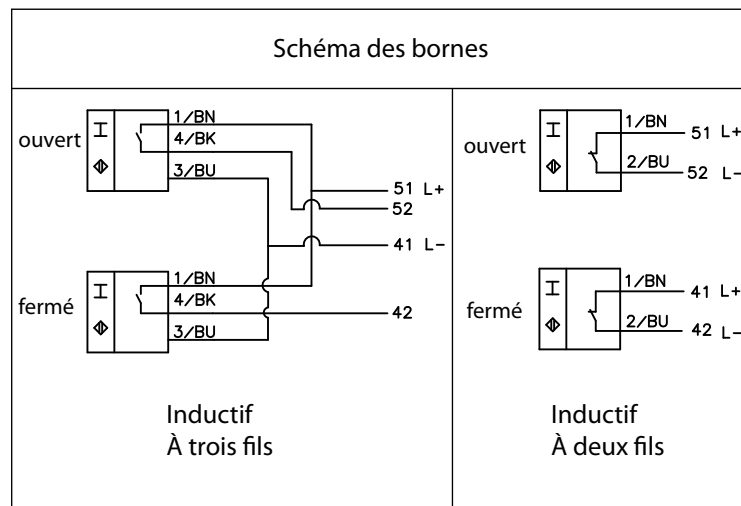 Schéma des bornes
ouvert
1/BN
4/BK
3/BU
51 L+
52
41 L-
fermé
1/BN
4/BK
3/BU
42
Inductif
À trois fils
ouvert
1/BN
2/BU
51 L+
52 L-
fermé
1/BN
2/BU
41 L+
42 L-
Inductif
À deux fils